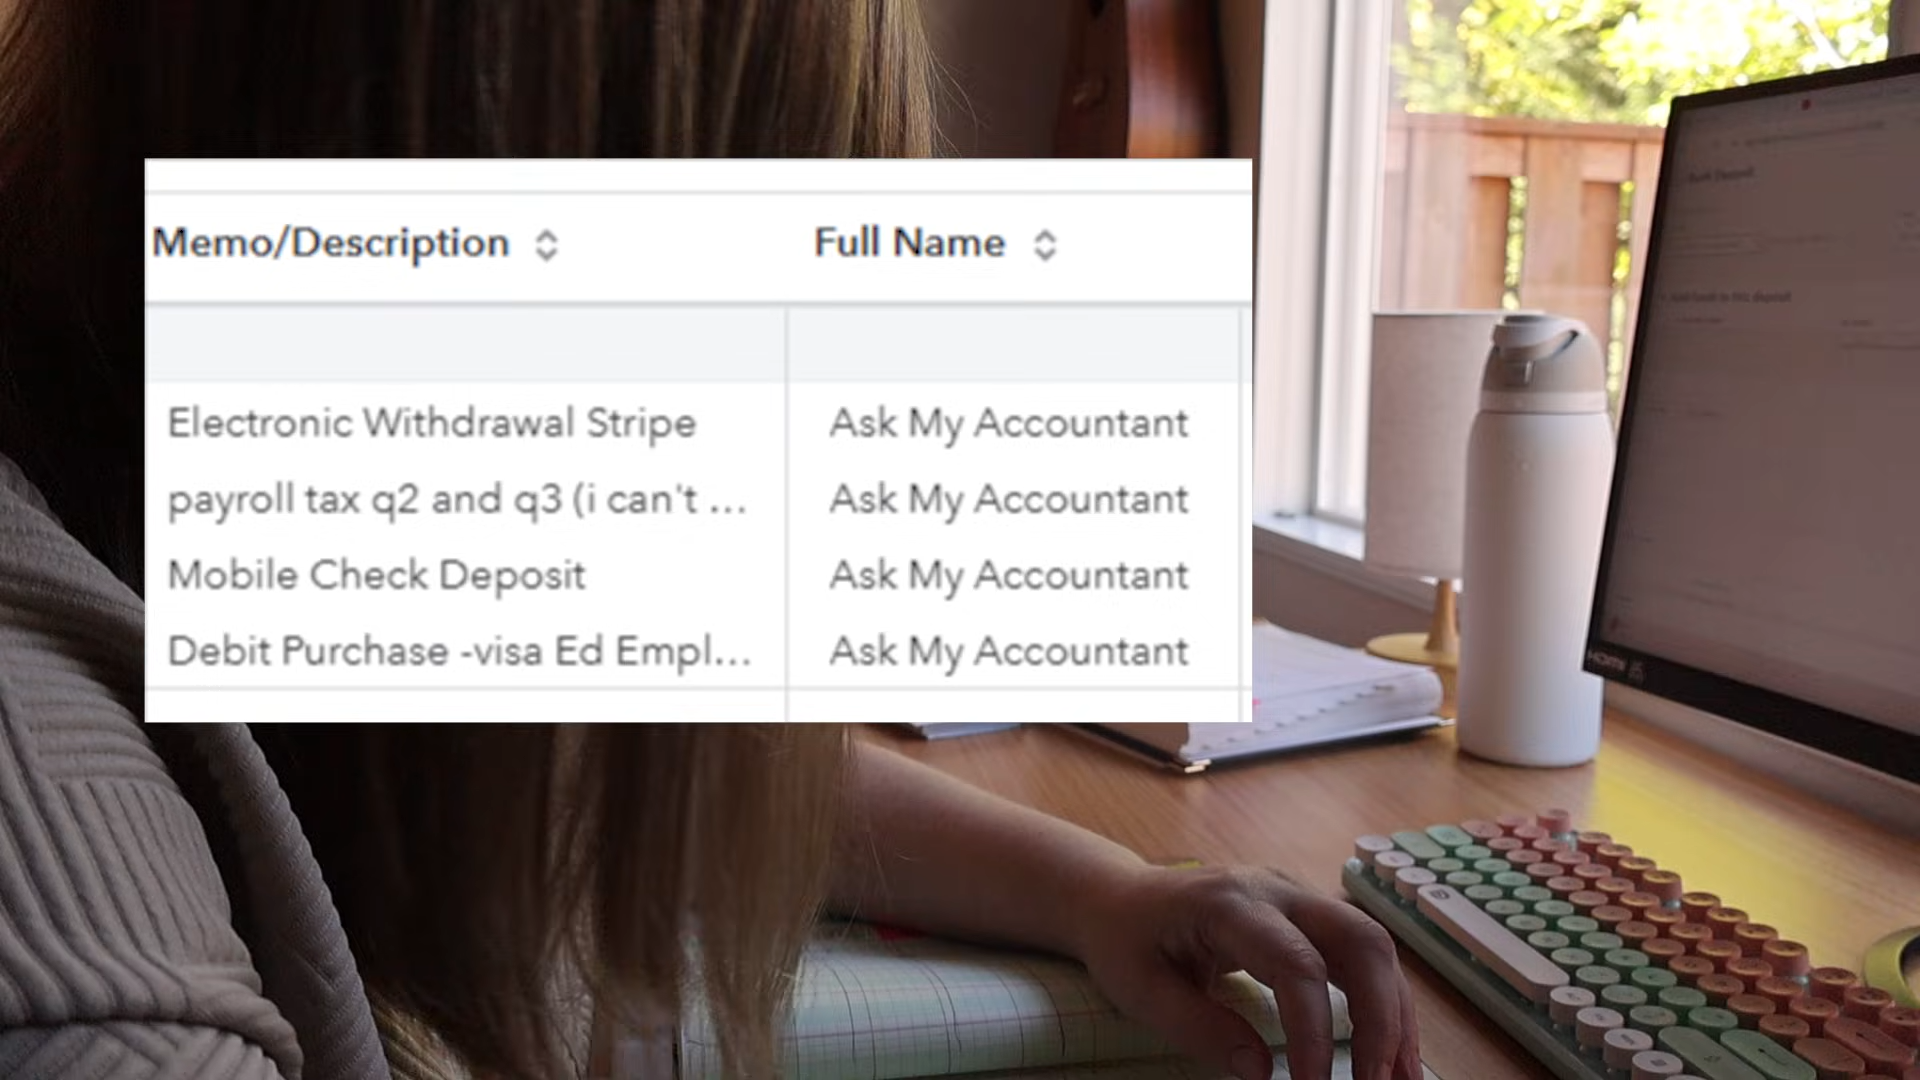 Memo/Description
Full Name
Electronic Withdrawal Stripe
Ask My Accountant
payroll tax q2 and q3 (i can't ...
Ask My Accountant
Mobile Check Deposit
Ask My Accountant
Debit Purchase -visa Ed Empl...
Ask My Accountant
HDMI